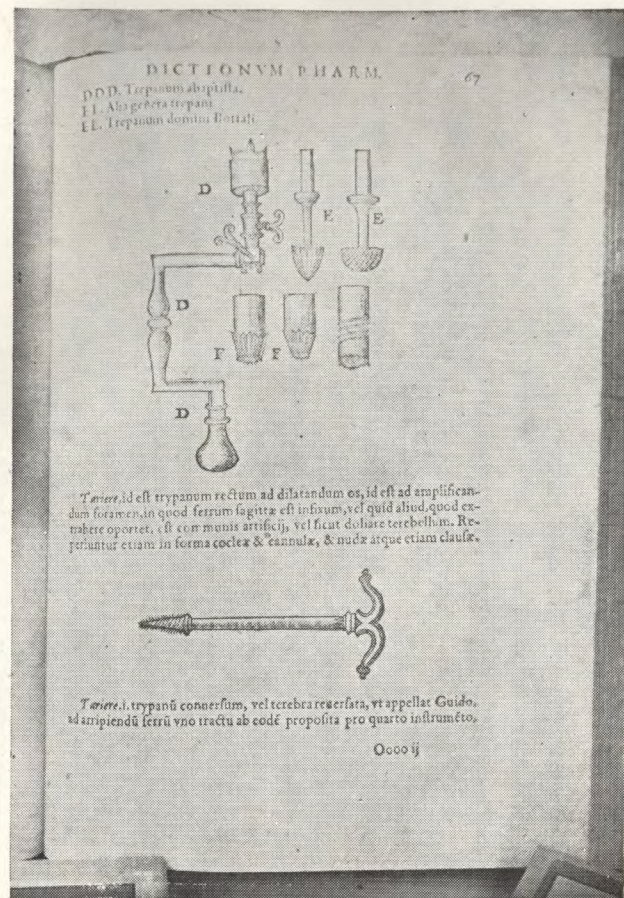 DICTIONVM PHARM. 67
DDD. Trepanum abaptista.
EE. Alia genera trepani
FF. Trepanum domini Bottali
D
E E
D
F F
D
Tariere, id est trypanum rectum ad dilatandum os, id est ad amplifican-
dum foramen, in quod ferrum sagittæ est infixum, vel quid aliud, quod ex-
trahere oportet, est communis artificij, vel sicut doliare terebellum. Re-
periuntur etiam in forma cocleæ & cannulæ, & nudæ atque etiam clausæ.
Tariere. i. trypanū conuersum, vel terebra reuersata, vt appellat Guido,
ad arripiendū ferrū vno tractu ab eodē proposita pro quarto instrumēto.
Oooo ij